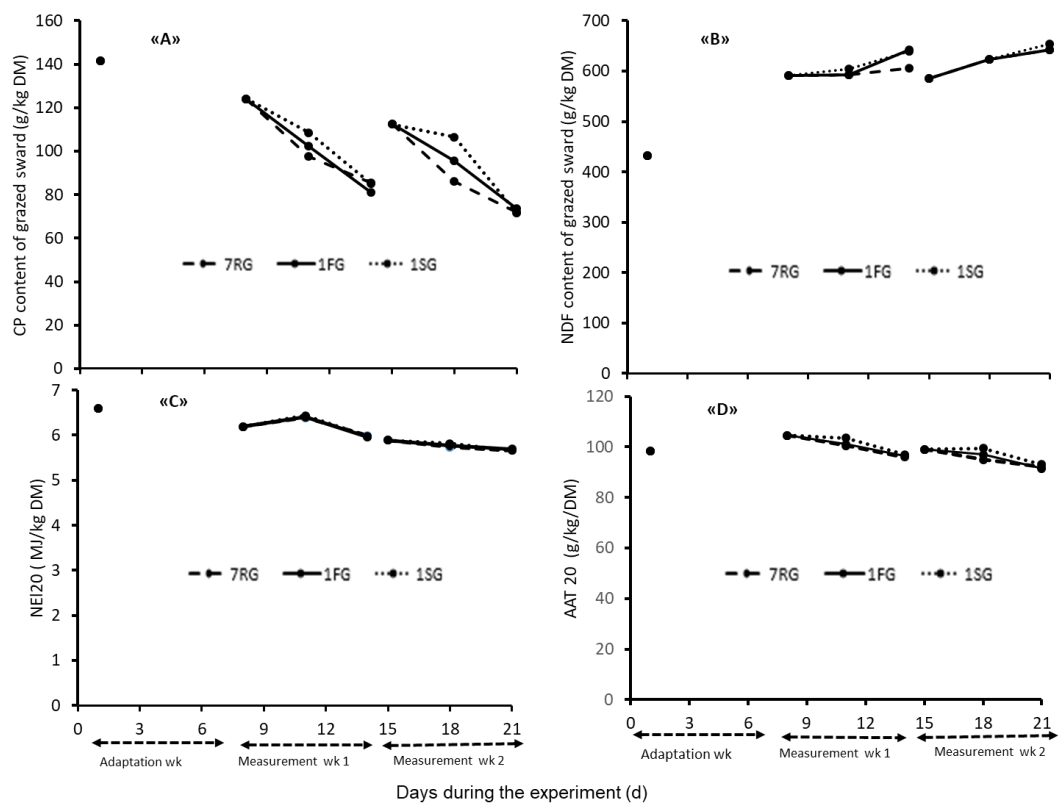 «A»
CP content of grazed sward (g/kg DM)
160
140
120
100
80
60
40
20
0
7RG 1FG 1SG
«B»
NDF content of grazed sward (g/kg DM)
700
600
500
400
300
200
100
0
7RG 1FG 1SG
«C»
NEl20 ( MJ/kg DM)
7
6
5
4
3
2
1
0
7RG 1FG 1SG
0 3 6 9 12 15 18 21
Adaptation wk Measurement wk 1 Measurement wk 2
«D»
AAT 20 (g/kg/DM)
120
100
80
60
40
20
0
7RG 1FG 1SG
0 3 6 9 12 15 18 21
Adaptation wk Measurement wk 1 Measurement wk 2
Days during the experiment (d)